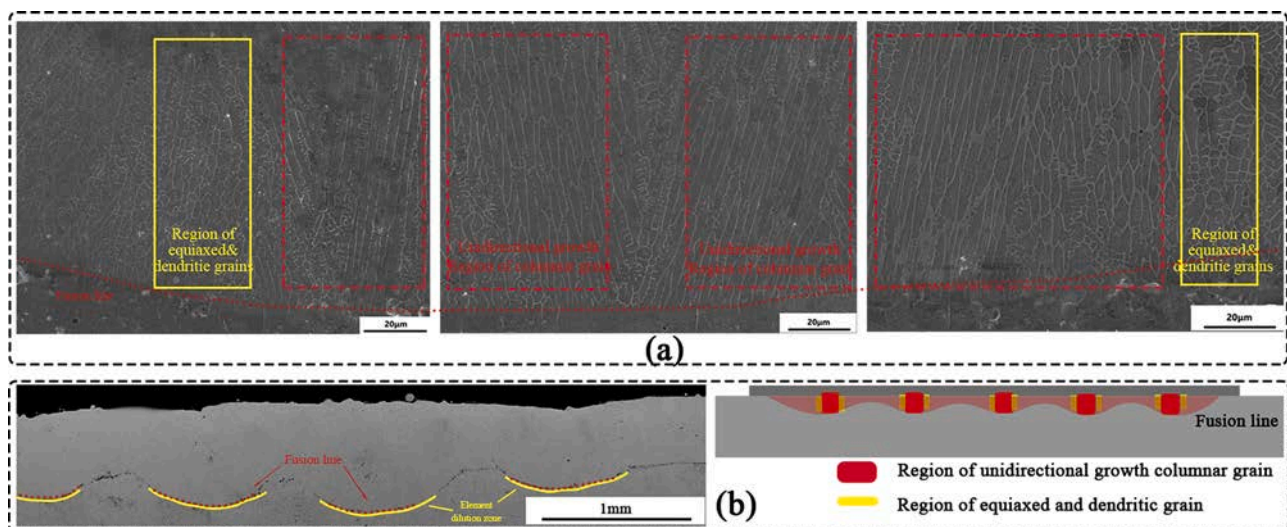 Region of
equiaxed&
dendritie grains
Fusion line
20μm
Unidirectional growth
Region of columnar grain
Unidirectional growth
Region of columnar grain
20μm
Region of
equiaxed&
dendritie grains
20μm
(a)
Fusion line
Element
dilution zone
1mm
Fusion line
(b)
Region of unidirectional growth columnar grain
Region of equiaxed and dendritic grain